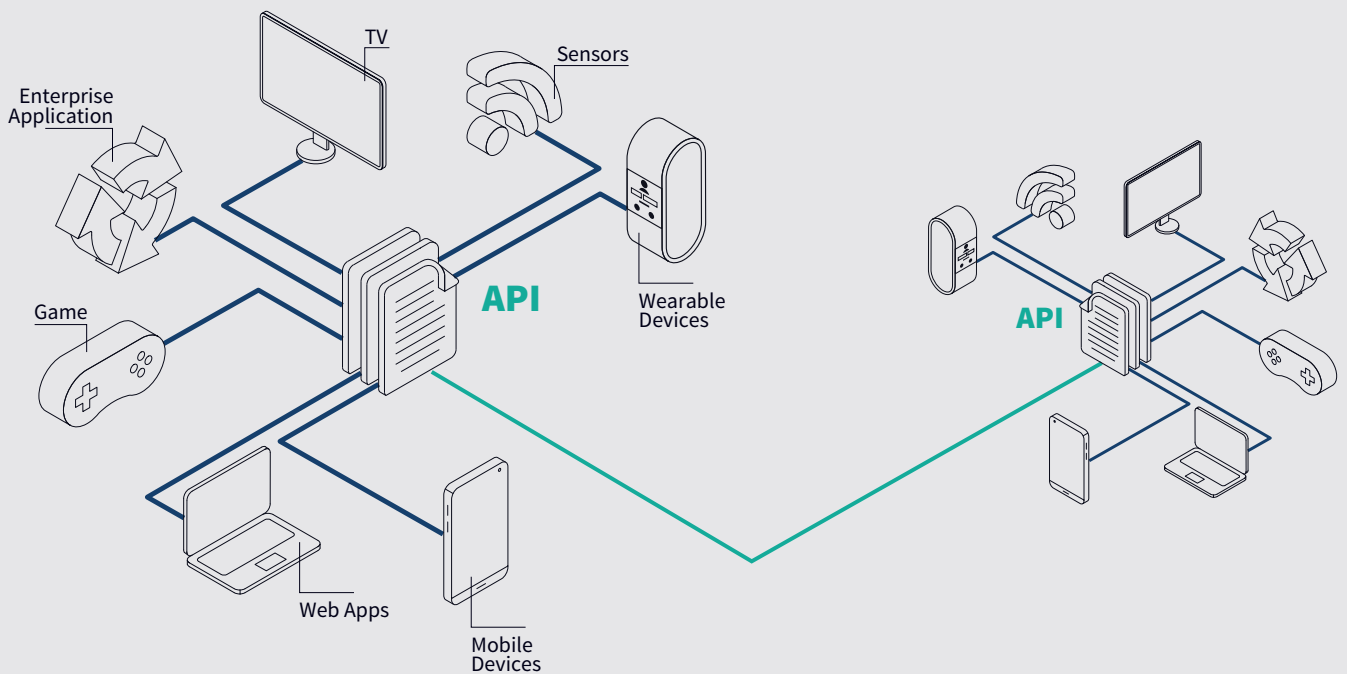 TV
Sensors
Enterprise
Application
API
Wearable
Devices
Game
API
Web Apps
Mobile
Devices